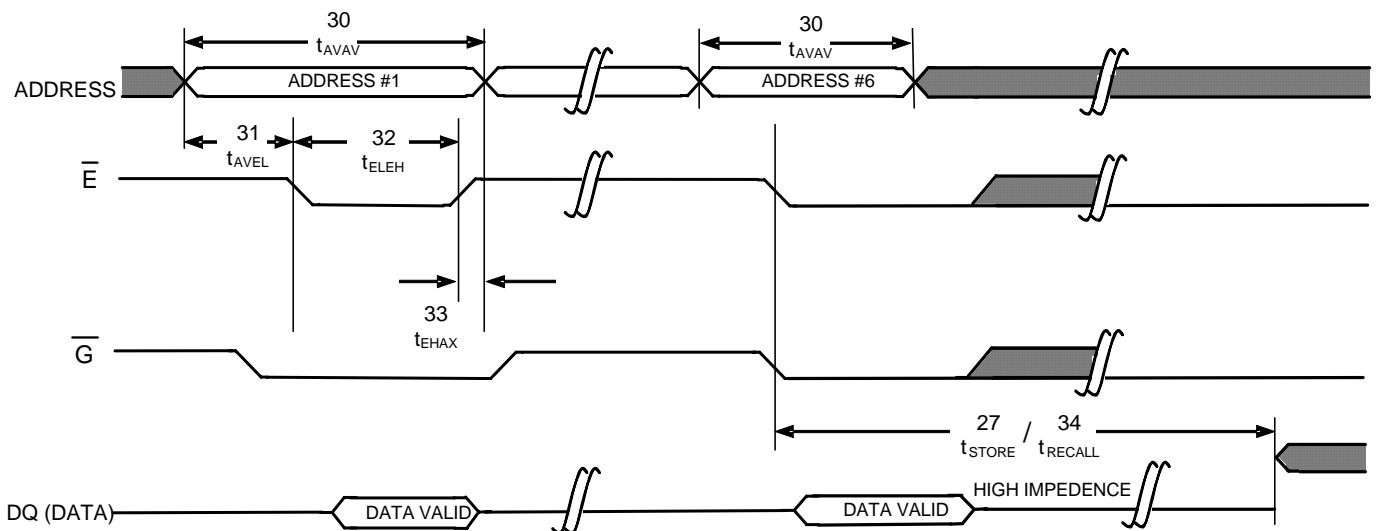 30
tAVAV
30
tAVAV
ADDRESS
ADDRESS #1
ADDRESS #6
31
tAVEL
32
tELEH
E
33
tEHAX
G
27 / 34
tSTORE tRECALL
DQ (DATA)
DATA VALID
DATA VALID
HIGH IMPEDENCE